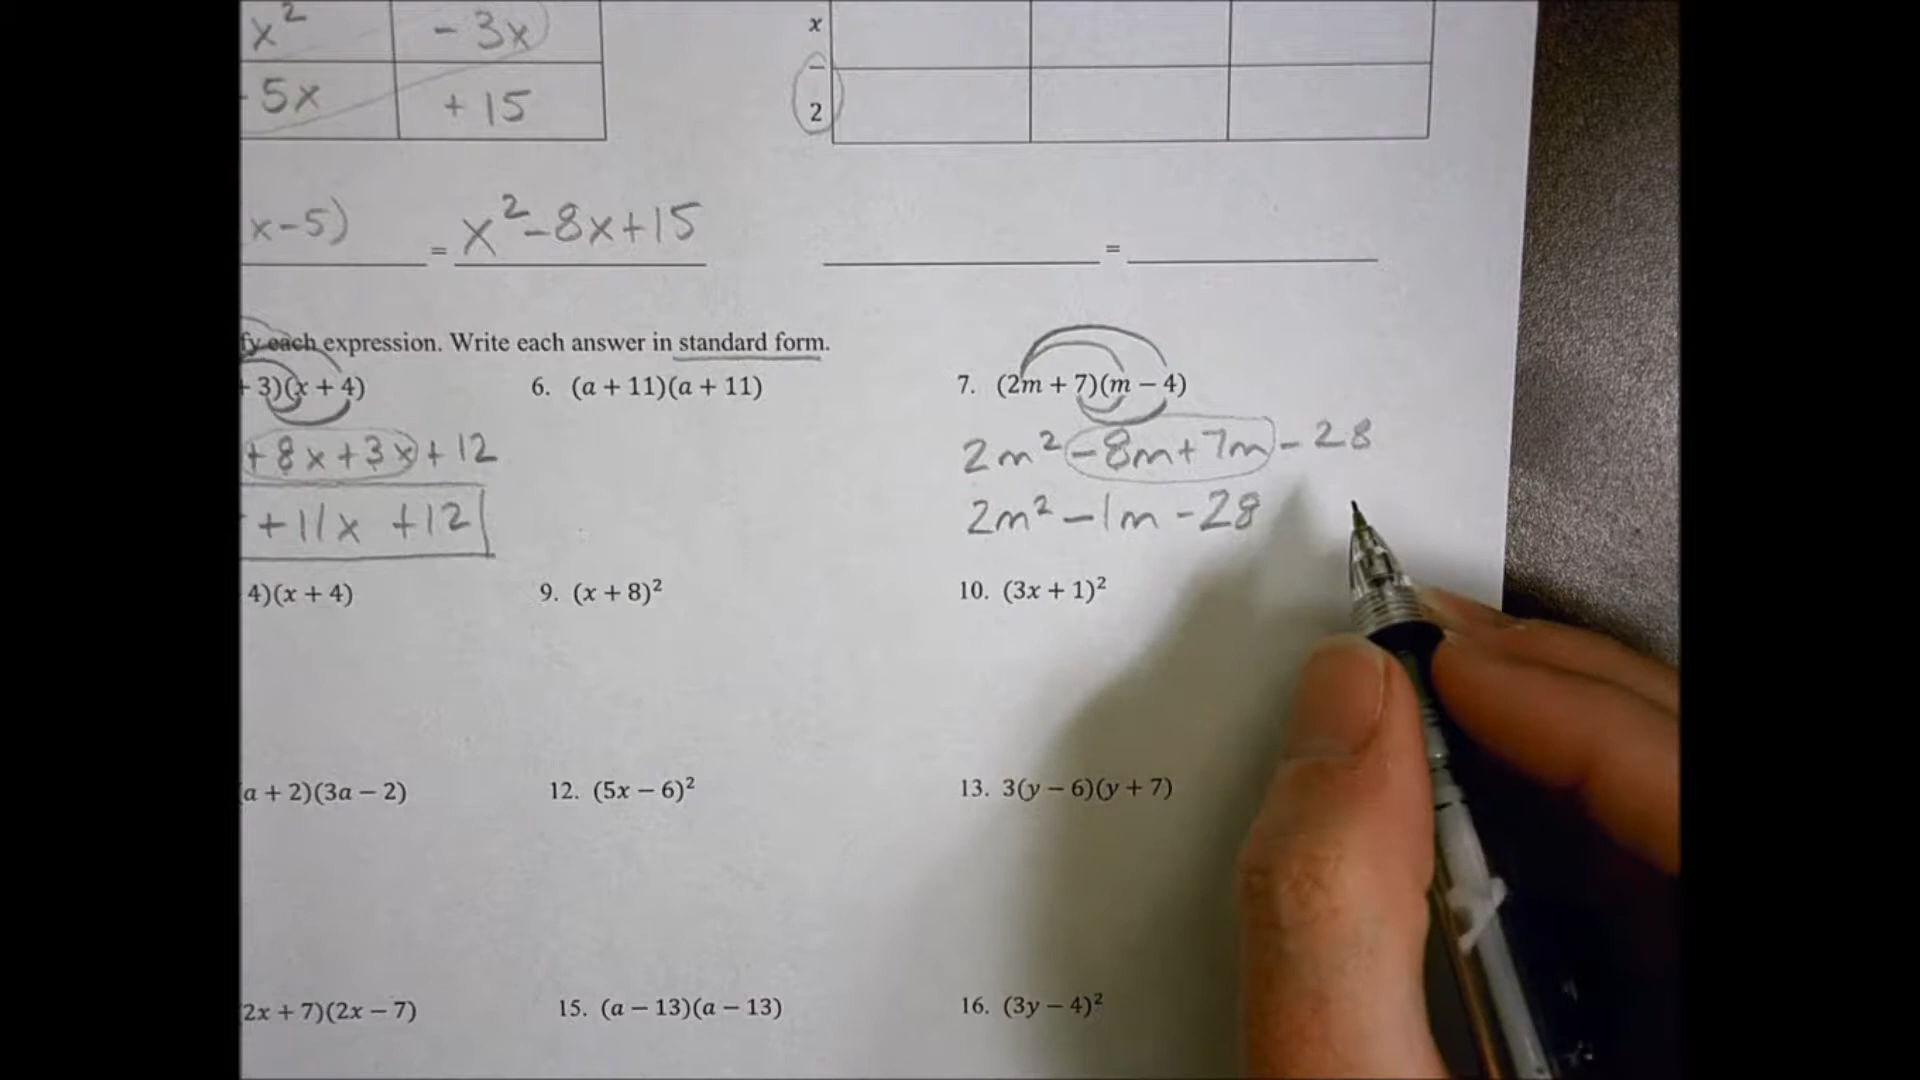 x² - 3x
5x + 15
x
–
2
x-5) = x²-8x+15
=
fy each expression. Write each answer in standard form.
+ 3)(x + 4)
6. (a + 11)(a + 11)
7. (2m + 7)(m − 4)
+8x+3x+12
2m²-8m+7m-28
+11x +12
2m²-1m-28
4)(x + 4)
9. (x + 8)²
10. (3x + 1)²
a + 2)(3a − 2)
12. (5x − 6)²
13. 3(y − 6)(y + 7)
2x + 7)(2x − 7)
15. (a − 13)(a − 13)
16. (3y − 4)²